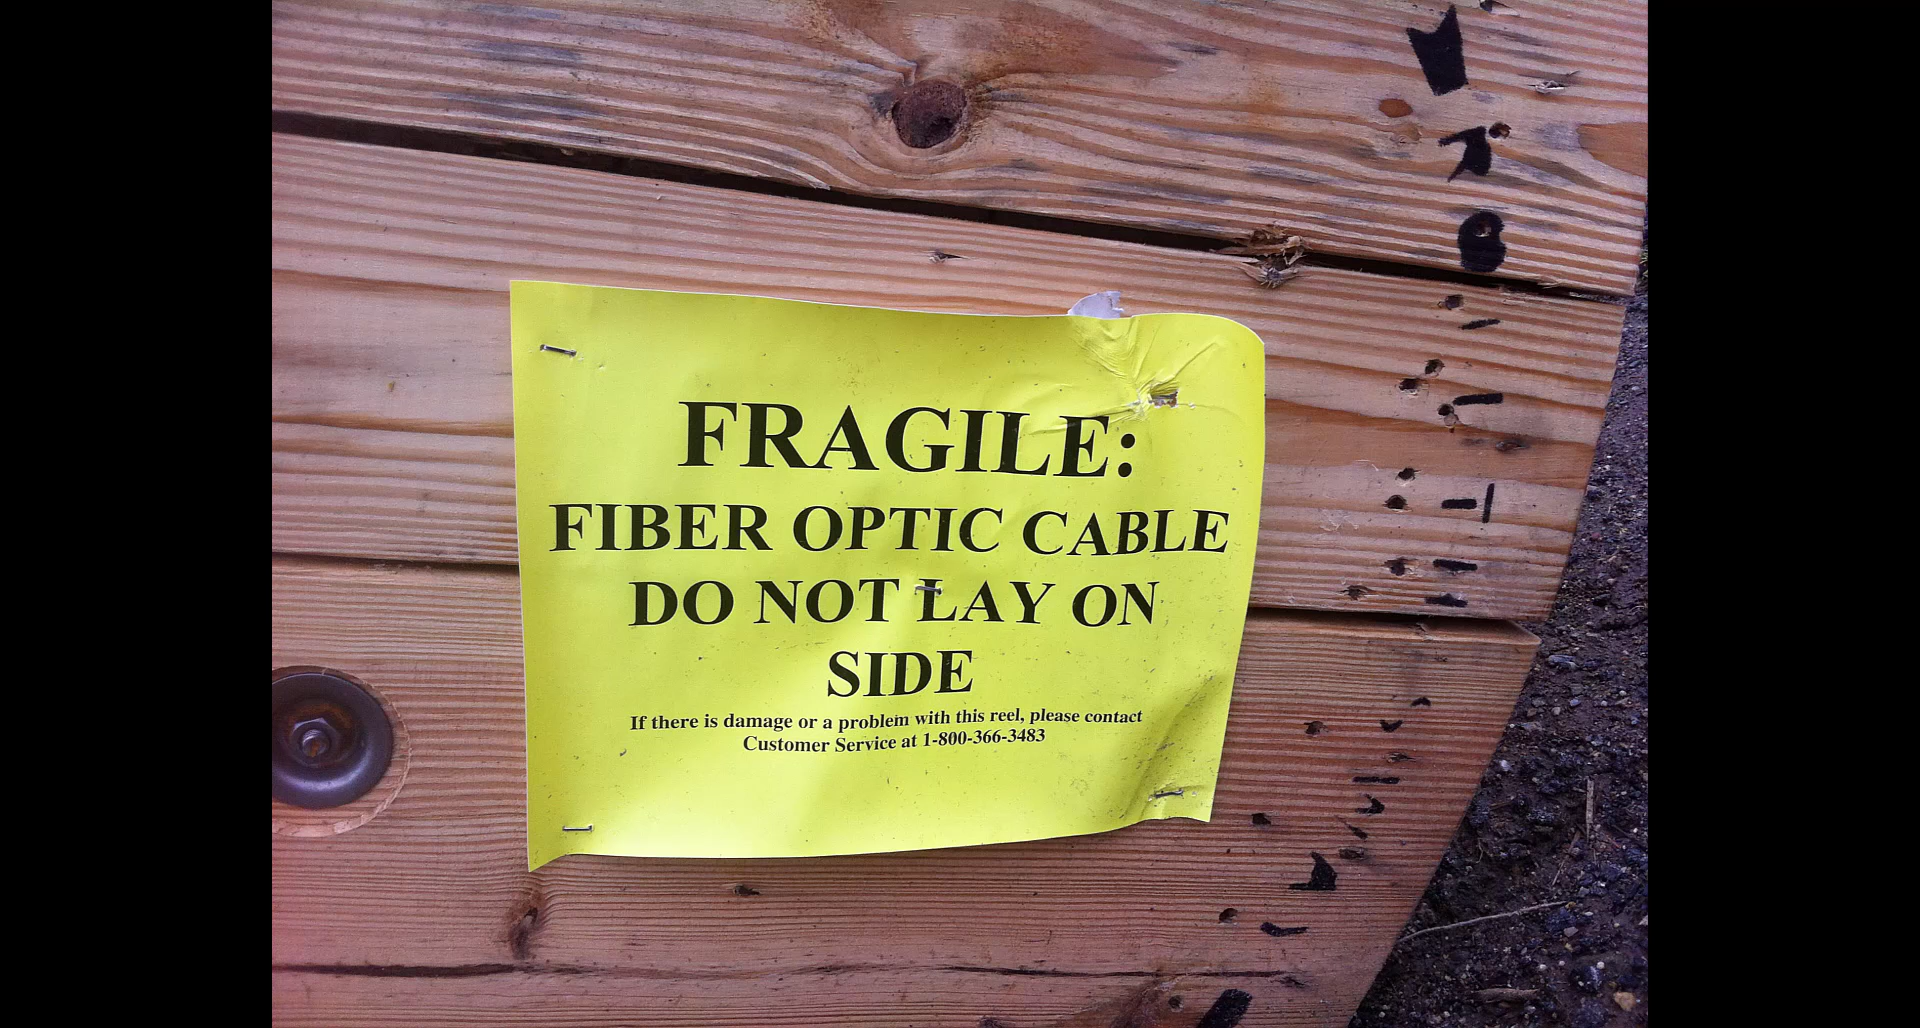 FRAGILE:
FIBER OPTIC CABLE
DO NOT LAY ON
SIDE
If there is damage or a problem with this reel, please contact
Customer Service at 1-800-366-3483